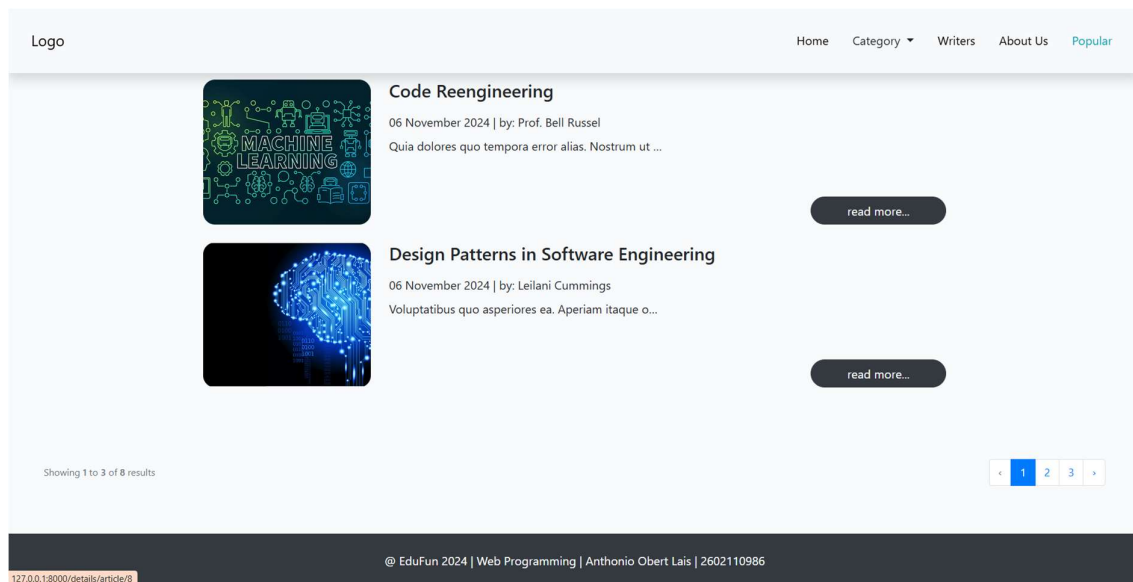 Logo
Home Category Writers About Us Popular
MACHINE
LEARNING
Code Reengineering
06 November 2024 | by: Prof. Bell Russel
Quia dolores quo tempora error alias. Nostrum ut ...
read more...
0110
0100
1001
Design Patterns in Software Engineering
06 November 2024 | by: Leilani Cummings
Voluptatibus quo asperiores ea. Aperiam itaque o...
read more...
Showing 1 to 3 of 8 results
‹ 1 2 3 ›
@ EduFun 2024 | Web Programming | Anthonio Obert Lais | 2602110986
127.0.0.1:8000/details/article/8